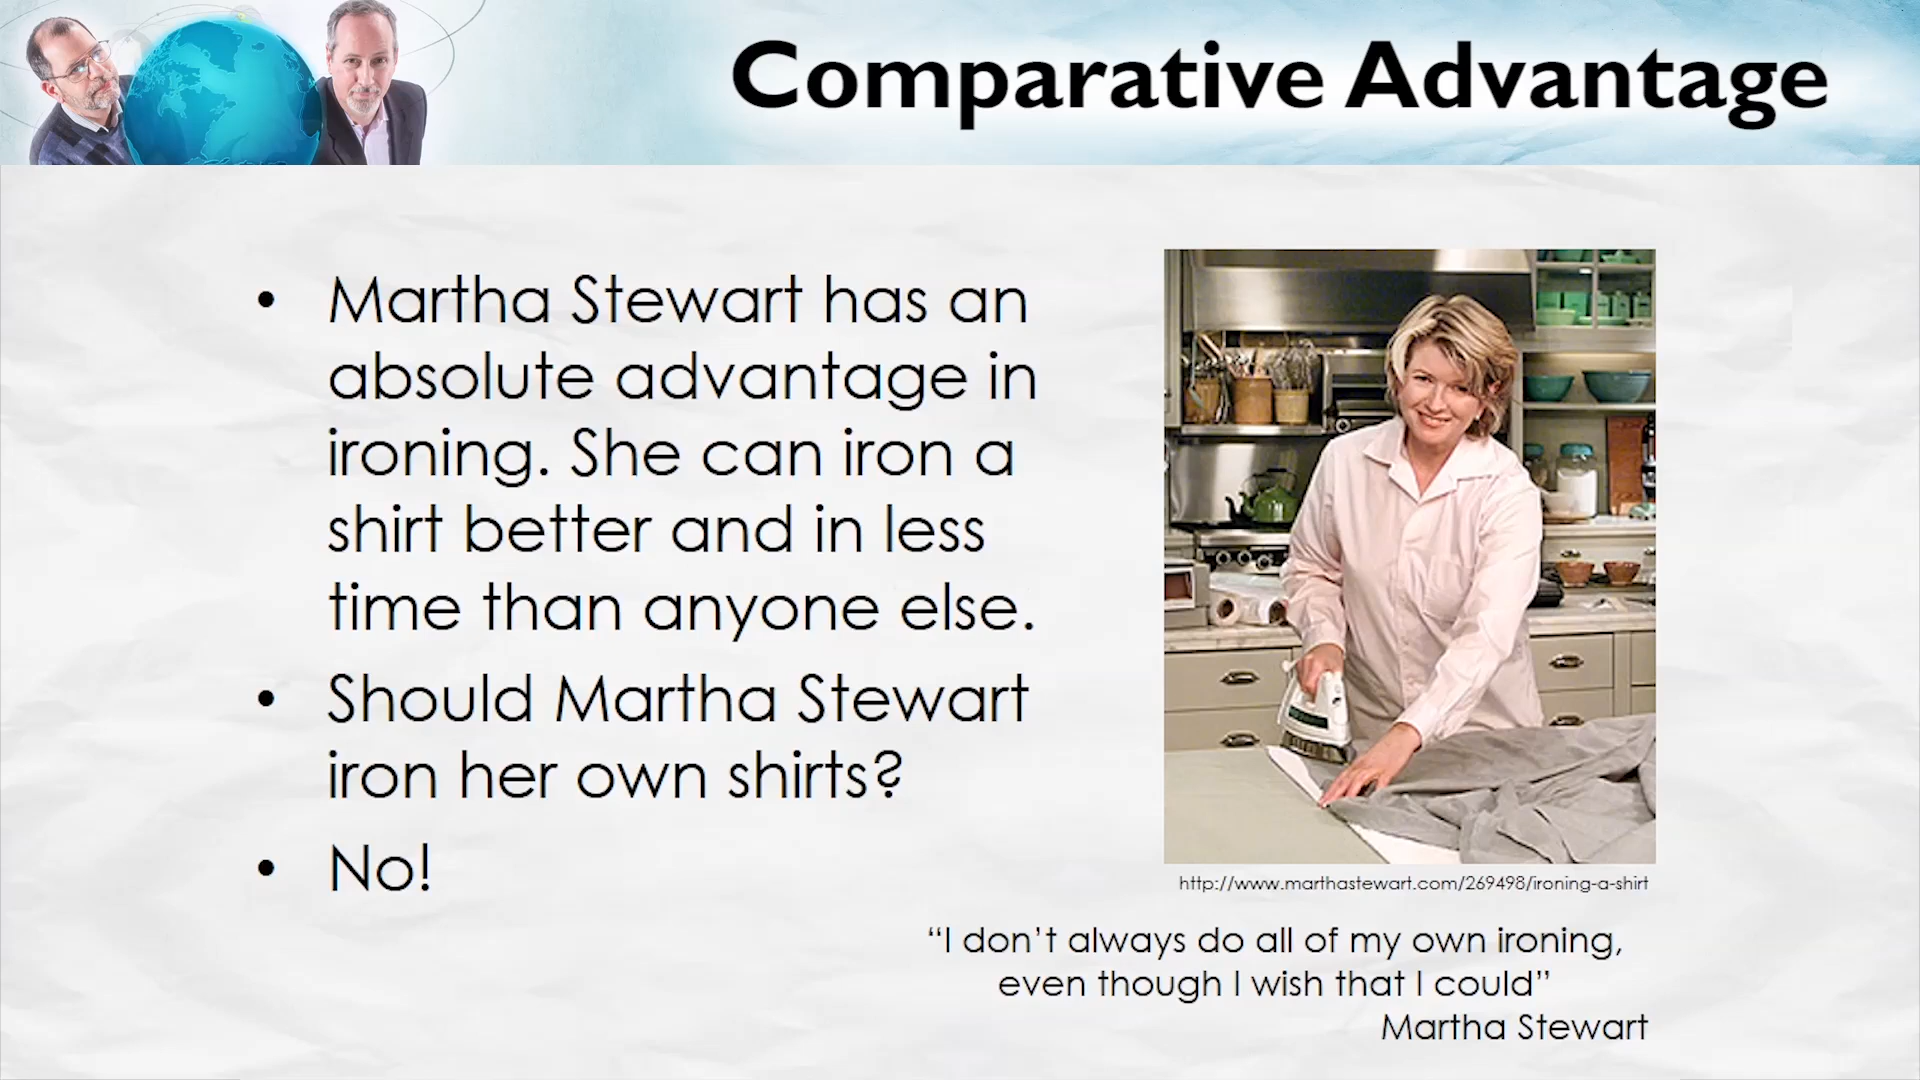 Comparative Advantage
• Martha Stewart has an
absolute advantage in
ironing. She can iron a
shirt better and in less
time than anyone else.
• Should Martha Stewart
iron her own shirts?
• No!
http://www.marthastewart.com/269498/ironing-a-shirt
“I don’t always do all of my own ironing,
even though I wish that I could”
Martha Stewart